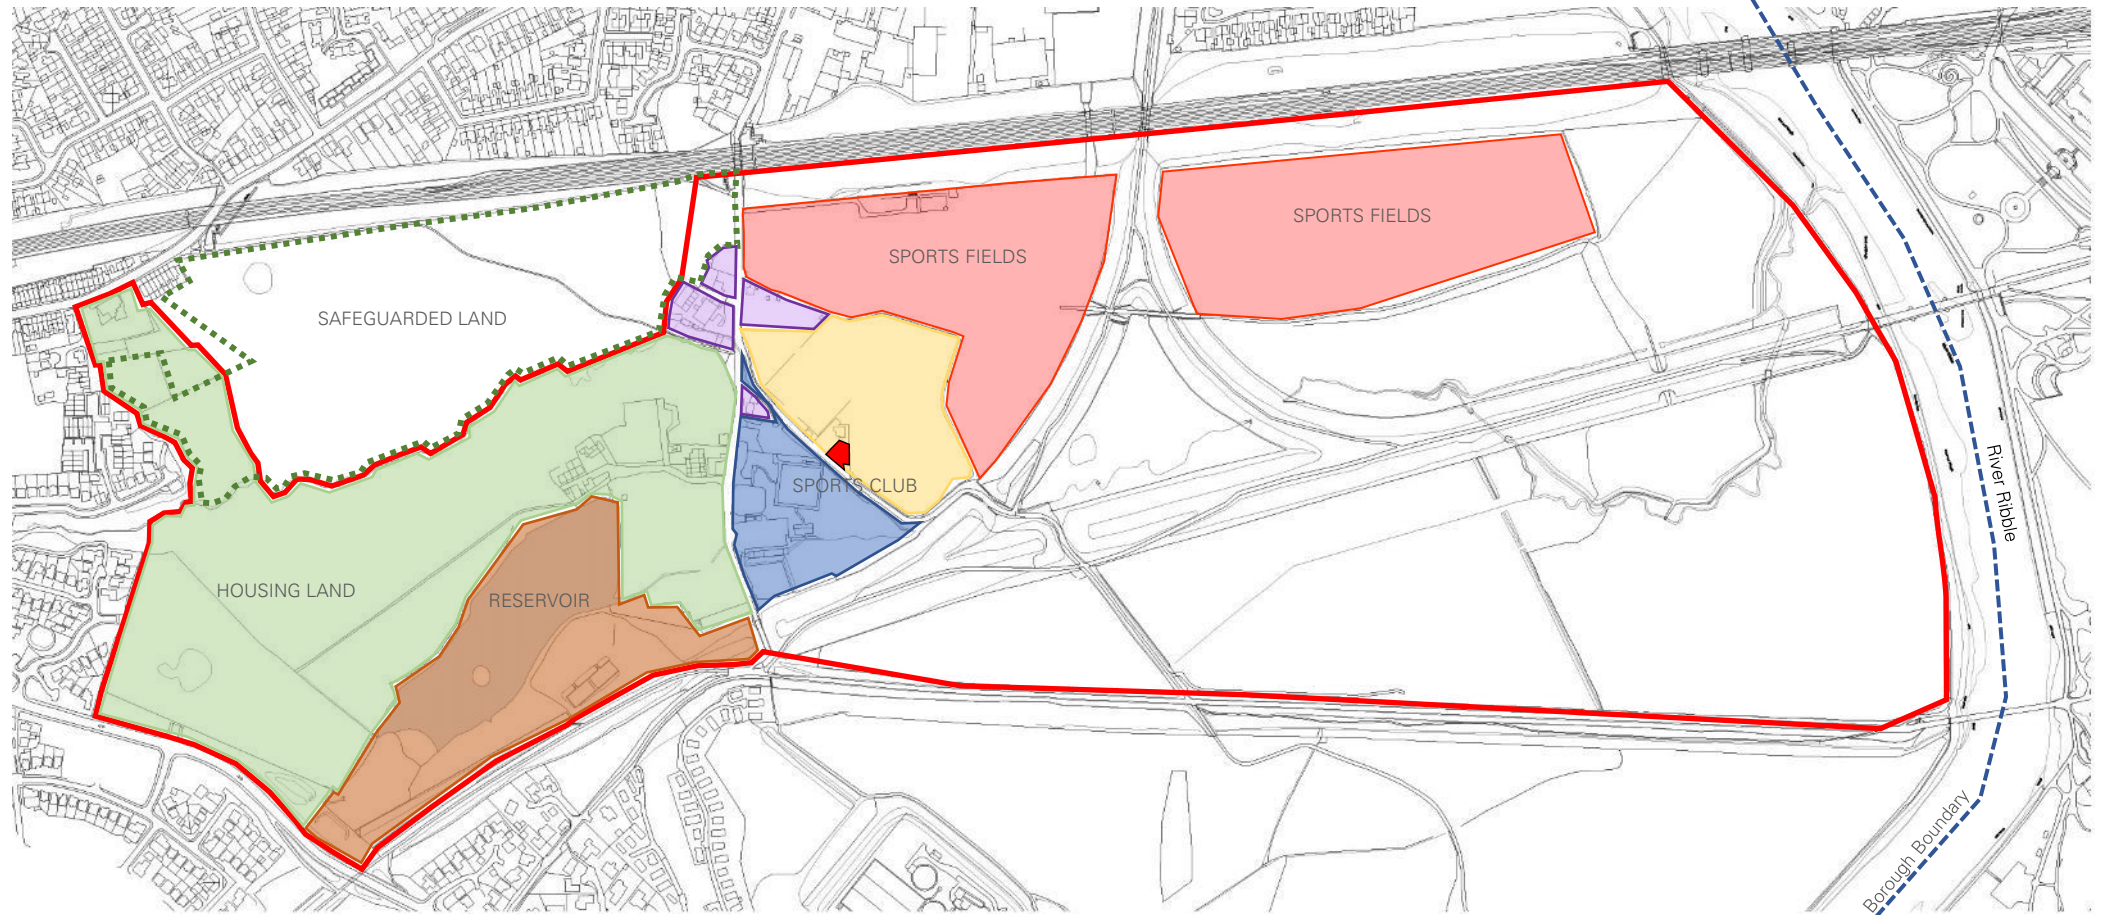 SPORTS FIELDS
SPORTS FIELDS
SAFEGUARDED LAND
SPORTS CLUB
River Ribble
HOUSING LAND
RESERVOIR
Borough Boundary